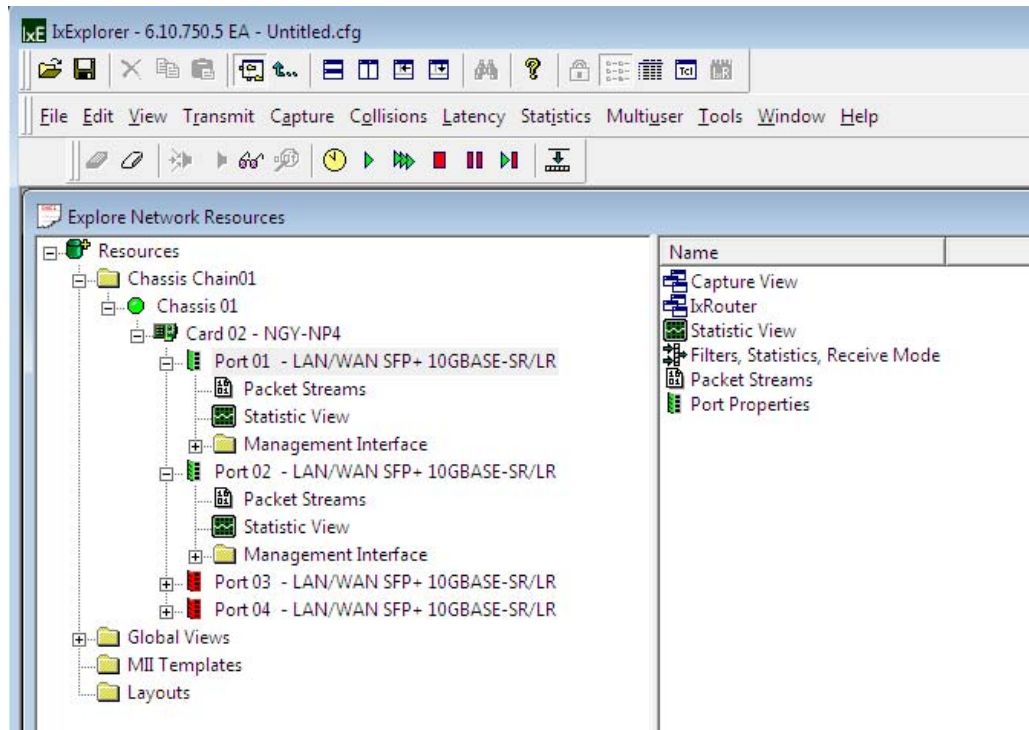 IxE IxExplorer - 6.10.750.5 EA - Untitled.cfg
Tcl
File Edit View Transmit Capture Collisions Latency Statistics Multiuser Tools Window Help
Explore Network Resources
Resources
Chassis Chain01
Chassis 01
Card 02 - NGY-NP4
Port 01 - LAN/WAN SFP+ 10GBASE-SR/LR
Packet Streams
Statistic View
Management Interface
Port 02 - LAN/WAN SFP+ 10GBASE-SR/LR
Packet Streams
Statistic View
Management Interface
Port 03 - LAN/WAN SFP+ 10GBASE-SR/LR
Port 04 - LAN/WAN SFP+ 10GBASE-SR/LR
Global Views
MII Templates
Layouts
Name
Capture View
IxRouter
Statistic View
Filters, Statistics, Receive Mode
Packet Streams
Port Properties